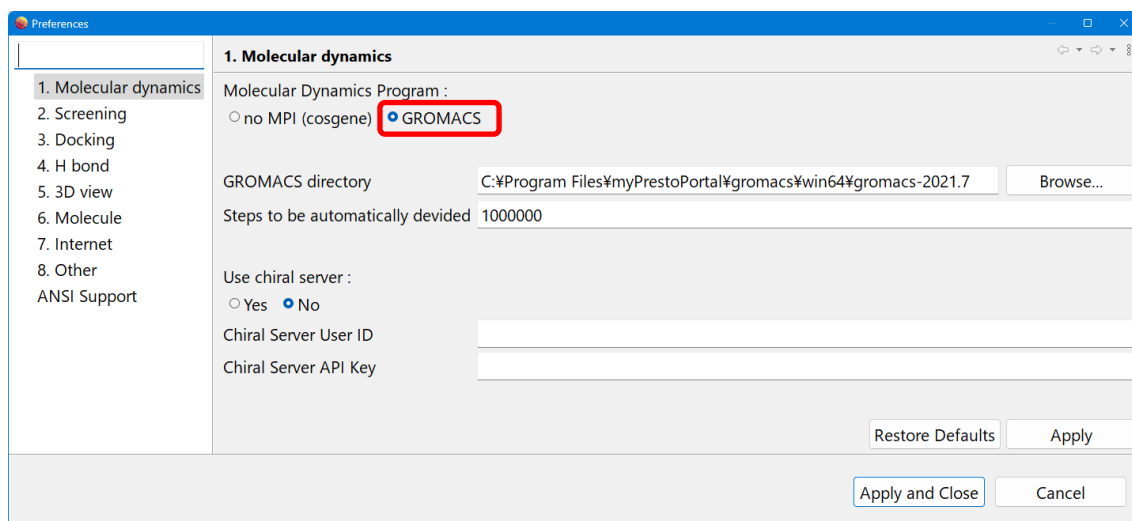 Preferences
1. Molecular dynamics
2. Screening
3. Docking
4. H bond
5. 3D view
6. Molecule
7. Internet
8. Other
ANSI Support
1. Molecular dynamics
Molecular Dynamics Program :
no MPI (cosgene) GROMACS
GROMACS directory C:¥Program Files¥myPrestoPortal¥gromacs¥win64¥gromacs-2021.7 Browse...
Steps to be automatically devided 1000000
Use chiral server :
Yes No
Chiral Server User ID
Chiral Server API Key
Restore Defaults Apply
Apply and Close Cancel